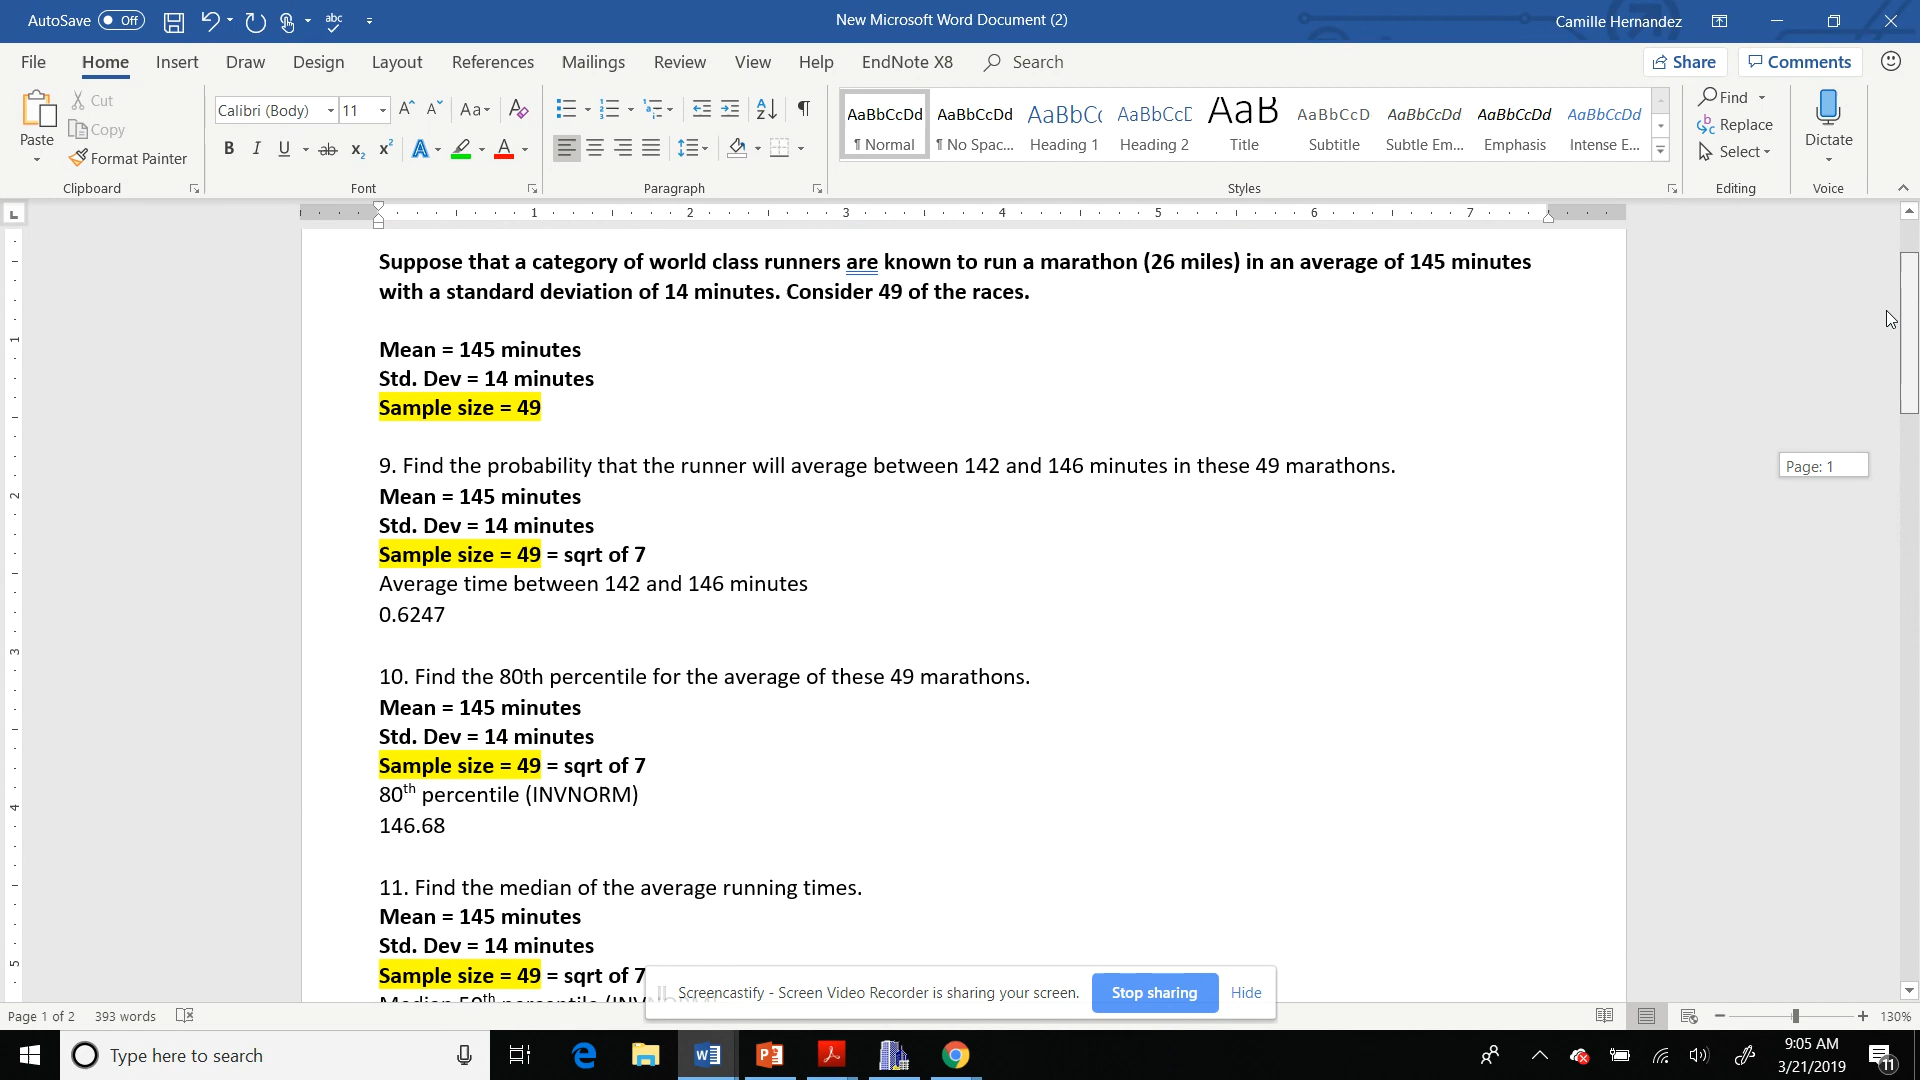 AutoSave Off
New Microsoft Word Document (2)
Camille Hernandez
File Home Insert Draw Design Layout References Mailings Review View Help EndNote X8 Search
Share Comments
Paste
Cut
Copy
Format Painter
Clipboard
Calibri (Body) 11
Font
Paragraph
AaBbCcDd AaBbCcDd AaBbCc AaBbCcE AaB AaBbCcD AaBbCcDd AaBbCcDd AaBbCcDd
¶ Normal ¶ No Spac... Heading 1 Heading 2 Title Subtitle Subtle Em... Emphasis Intense E...
Styles
Find
Replace
Select
Editing
Dictate
Voice
1 2 3 4 5 6 7
Suppose that a category of world class runners are known to run a marathon (26 miles) in an average of 145 minutes
with a standard deviation of 14 minutes. Consider 49 of the races.
Mean = 145 minutes
Std. Dev = 14 minutes
Sample size = 49
9. Find the probability that the runner will average between 142 and 146 minutes in these 49 marathons.
Mean = 145 minutes
Std. Dev = 14 minutes
Sample size = 49 = sqrt of 7
Average time between 142 and 146 minutes
0.6247
10. Find the 80th percentile for the average of these 49 marathons.
Mean = 145 minutes
Std. Dev = 14 minutes
Sample size = 49 = sqrt of 7
80th percentile (INVNORM)
146.68
11. Find the median of the average running times.
Mean = 145 minutes
Std. Dev = 14 minutes
Sample size = 49 = sqrt of 7
Page: 1
Screencastify - Screen Video Recorder is sharing your screen. Stop sharing Hide
Page 1 of 2 393 words
130%
Type here to search
9:05 AM
3/21/2019
11